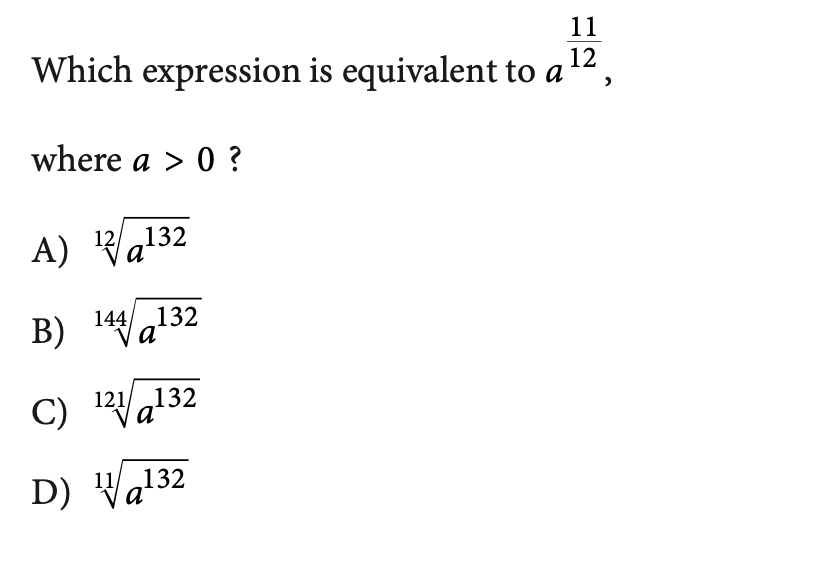 Which expression is equivalent to a^(11/12),
where a > 0 ?
A) ¹²√a¹³²
B) ¹⁴⁴√a¹³²
C) ¹²¹√a¹³²
D) ¹¹√a¹³²